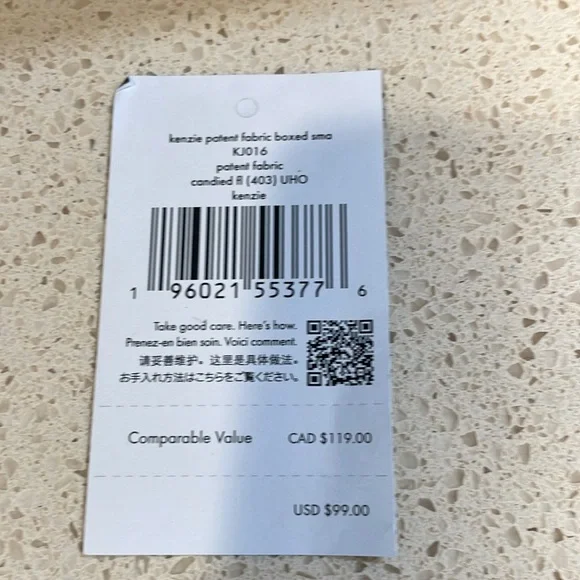 kenzie patent fabric boxed sma
KJ016
patent fabric
candied fl (403) UHO
kenzie
1 96021 55377 6
Take good care. Here's how.
Prenez-en bien soin. Voici comment.
请妥善维护。这里是具体做法。
お手入れ方法はこちらをご覧ください。
Comparable Value CAD $119.00
USD $99.00